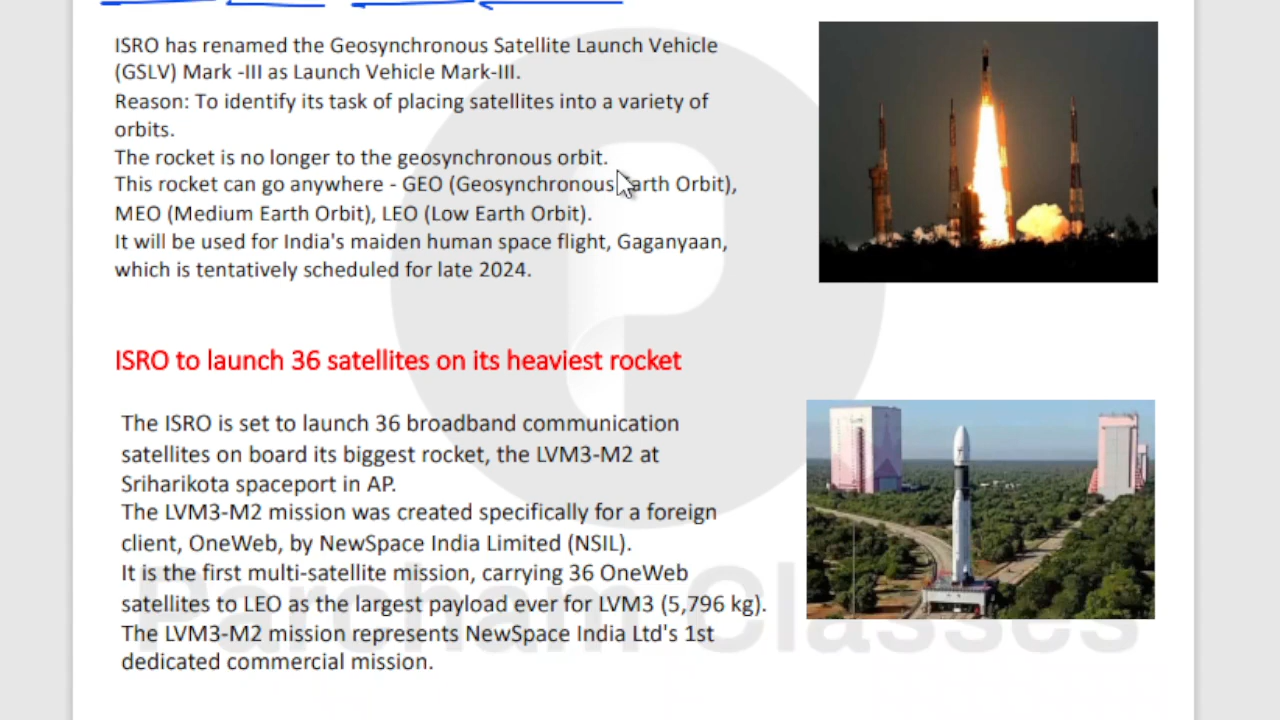 ISRO has renamed the Geosynchronous Satellite Launch Vehicle
(GSLV) Mark -III as Launch Vehicle Mark-III.
Reason: To identify its task of placing satellites into a variety of
orbits.
The rocket is no longer to the geosynchronous orbit.
This rocket can go anywhere - GEO (Geosynchronous Earth Orbit),
MEO (Medium Earth Orbit), LEO (Low Earth Orbit).
It will be used for India's maiden human space flight, Gaganyaan,
which is tentatively scheduled for late 2024.
ISRO to launch 36 satellites on its heaviest rocket
The ISRO is set to launch 36 broadband communication
satellites on board its biggest rocket, the LVM3-M2 at
Sriharikota spaceport in AP.
The LVM3-M2 mission was created specifically for a foreign
client, OneWeb, by NewSpace India Limited (NSIL).
It is the first multi-satellite mission, carrying 36 OneWeb
satellites to LEO as the largest payload ever for LVM3 (5,796 kg).
The LVM3-M2 mission represents NewSpace India Ltd's 1st
dedicated commercial mission.
Parcham Classes